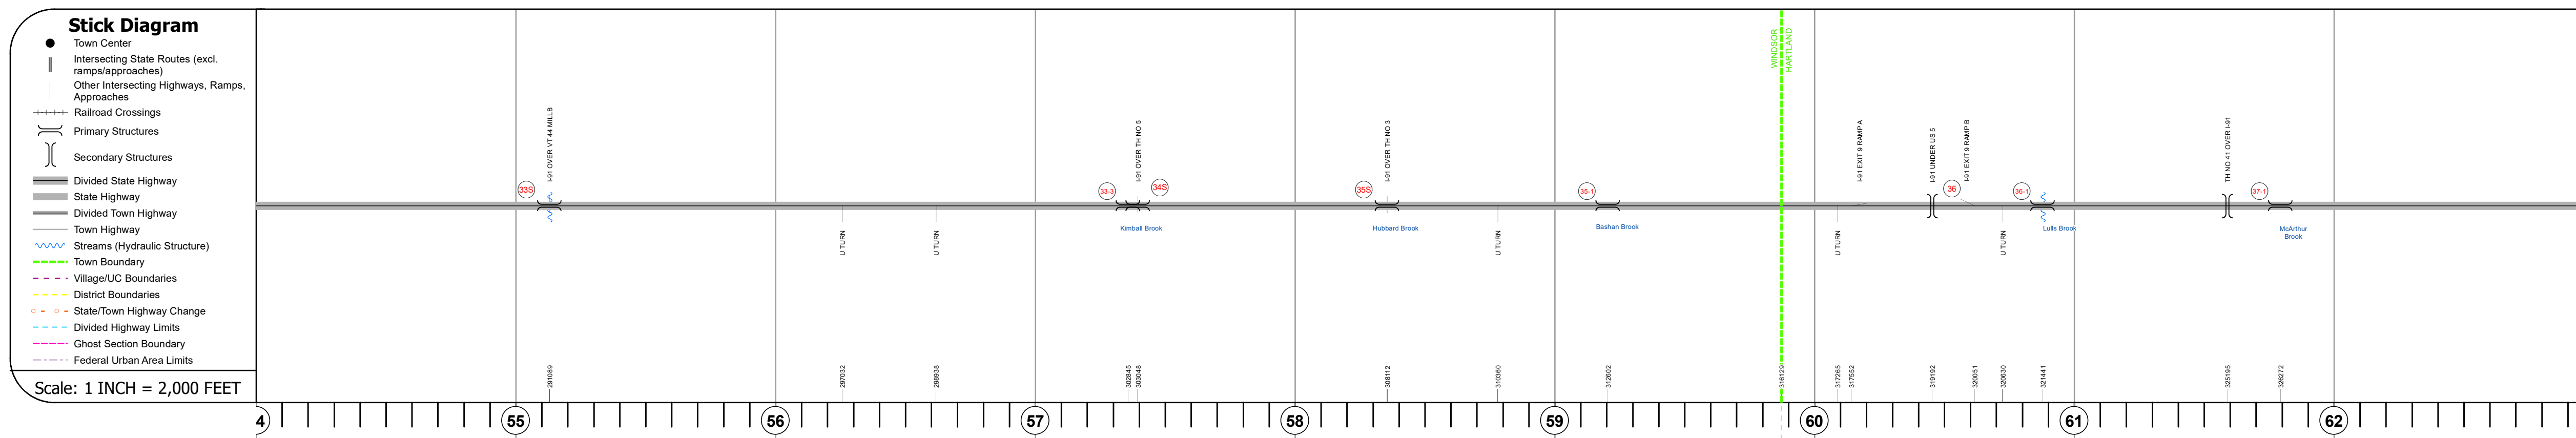 Stick Diagram
Town Center
Intersecting State Routes (excl.
ramps/approaches)
Other Intersecting Highways, Ramps,
Approaches
Railroad Crossings
Primary Structures
Secondary Structures
Divided State Highway
State Highway
Divided Town Highway
Town Highway
Streams (Hydraulic Structure)
Town Boundary
Village/UC Boundaries
District Boundaries
State/Town Highway Change
Divided Highway Limits
Ghost Section Boundary
Federal Urban Area Limits
Scale: 1 INCH = 2,000 FEET
WINDSOR
HARTLAND
I-91 OVER VT 44 MILLB
I-91 OVER TH NO 5
I-91 OVER TH NO 3
I-91 EXIT 9 RAMP A
I-91 UNDER US 5
I-91 EXIT 9 RAMP B
TH NO 41 OVER I-91
33S
33-3
34S
35S
35-1
36
36-1
37-1
Kimball Brook
Hubbard Brook
Bashan Brook
Lulls Brook
McArthur
Brook
U TURN
U TURN
U TURN
U TURN
U TURN
291089
297032
298938
302845
303048
308112
310360
312602
316129
317265
317552
319192
320051
320630
321441
325195
326272
4
55
56
57
58
59
60
61
62